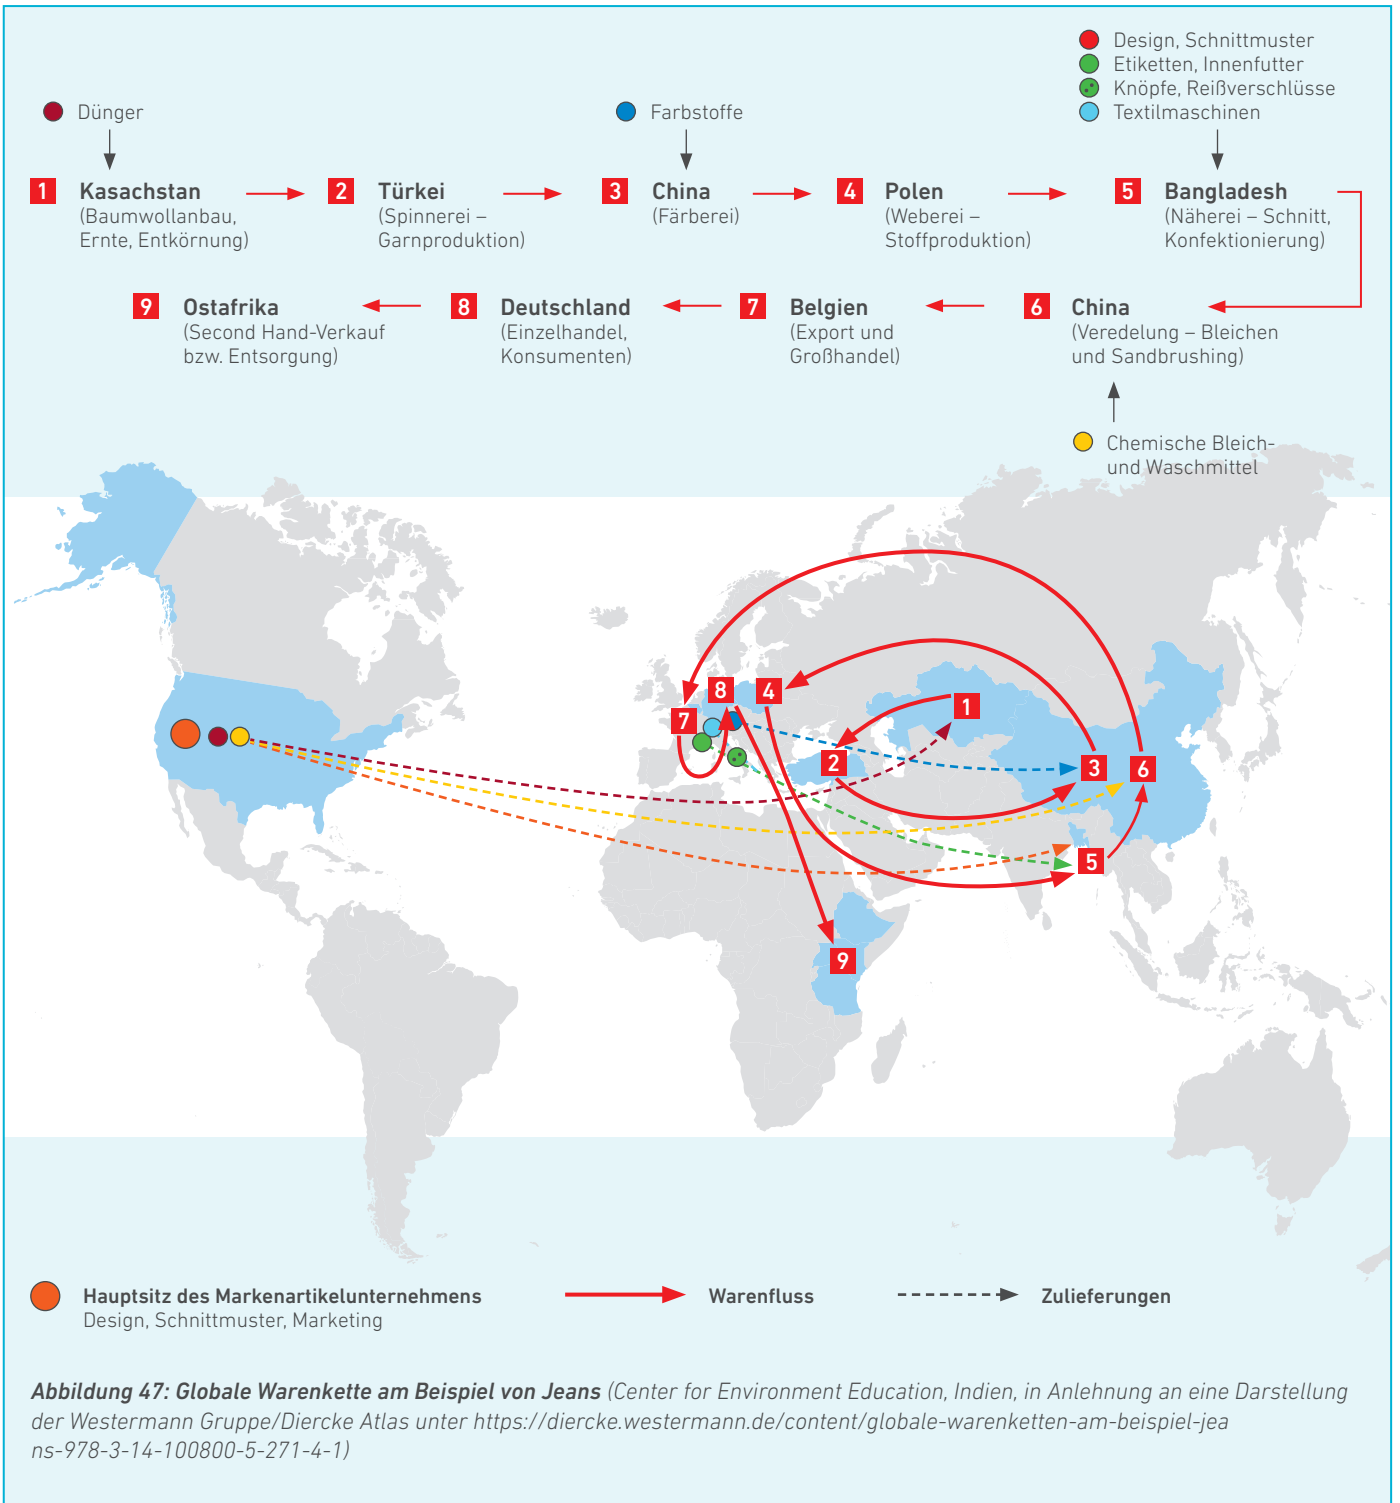 Design, Schnittmuster
Etiketten, Innenfutter
Knöpfe, Reißverschlüsse
Textilmaschinen
Dünger
Farbstoffe
1 Kasachstan
(Baumwollanbau,
Ernte, Entkörnung)
2 Türkei
(Spinnerei –
Garnproduktion)
3 China
(Färberei)
4 Polen
(Weberei –
Stoffproduktion)
5 Bangladesh
(Näherei – Schnitt,
Konfektionierung)
6 China
(Veredelung – Bleichen
und Sandbrushing)
7 Belgien
(Export und
Großhandel)
8 Deutschland
(Einzelhandel,
Konsumenten)
9 Ostafrika
(Second Hand-Verkauf
bzw. Entsorgung)
Chemische Bleich-
und Waschmittel
8
4
7
1
2
3
6
5
9
Hauptsitz des Markenartikelunternehmens
Design, Schnittmuster, Marketing
Warenfluss
Zulieferungen
Abbildung 47: Globale Warenkette am Beispiel von Jeans (Center for Environment Education, Indien, in Anlehnung an eine Darstellung
der Westermann Gruppe/Diercke Atlas unter https://diercke.westermann.de/content/globale-warenketten-am-beispiel-jea
ns-978-3-14-100800-5-271-4-1)